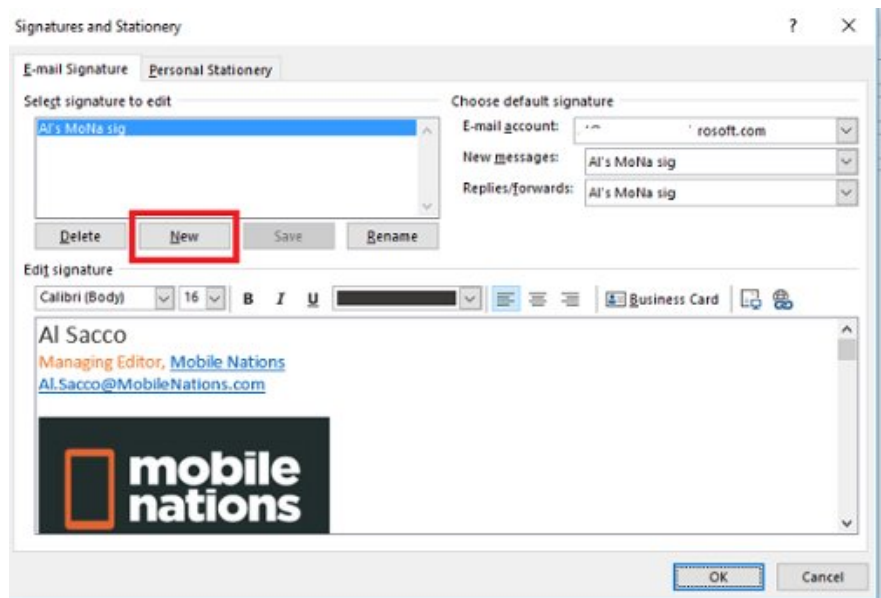 Signatures and Stationery ?
E-mail Signature Personal Stationery
Select signature to edit
Al's MoNa sig
Delete New Save Rename
Choose default signature
E-mail account: rosoft.com
New messages: Al's MoNa sig
Replies/forwards: Al's MoNa sig
Edit signature
Calibri (Body) 16 B I U Business Card
Al Sacco
Managing Editor, Mobile Nations
Al.Sacco@MobileNations.com
mobile
nations
OK Cancel